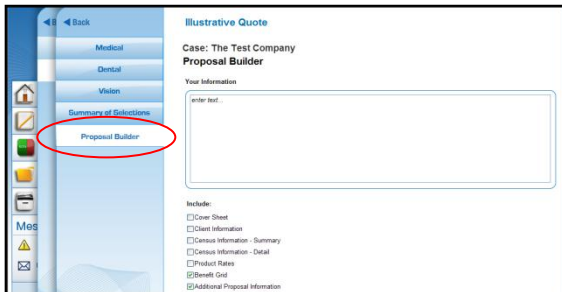 Back
Medical
Dental
Vision
Summary of Selections
Proposal Builder
Mes
Illustrative Quote
Case: The Test Company
Proposal Builder
Your Information
enter text...
Include:
Cover Sheet
Client Information
Census Information - Summary
Census Information - Detail
Product Rates
Benefit Grid
Additional Proposal Information